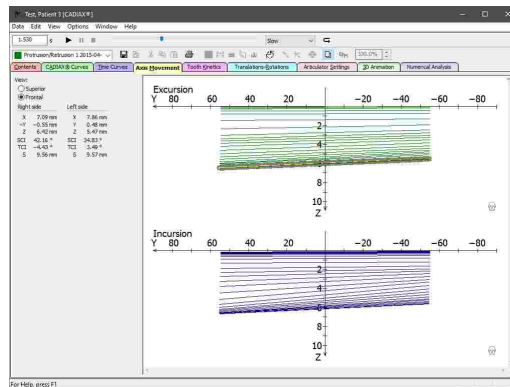 Test, Patient 3 [CADIAX®]
Data Edit View Options Window Help
1.530 s Slow
Protrusion/Retrusion 1 2015-04- 100.0%
Contents CADIAX® Curves Time Curves Axis Movement Tooth Kinetics Translations-Rotations Articulator Settings 3D Animation Numerical Analysis
View:
Superior
Frontal
Right side Left side
X 7.09 mm X 7.86 mm
-Y -0.55 mm Y 0.48 mm
Z 6.42 mm Z 5.47 mm
SCI 42.16 ° SCI 34.83 °
TCI -4.43 ° TCI 3.49 °
S 9.56 mm S 9.57 mm
Excursion
Y 80 60 40 20 -20 -40 -60 -80
2
4
6
8
10
Z
Incursion
Y 80 60 40 20 -20 -40 -60 -80
2
4
6
8
10
Z
For Help, press F1